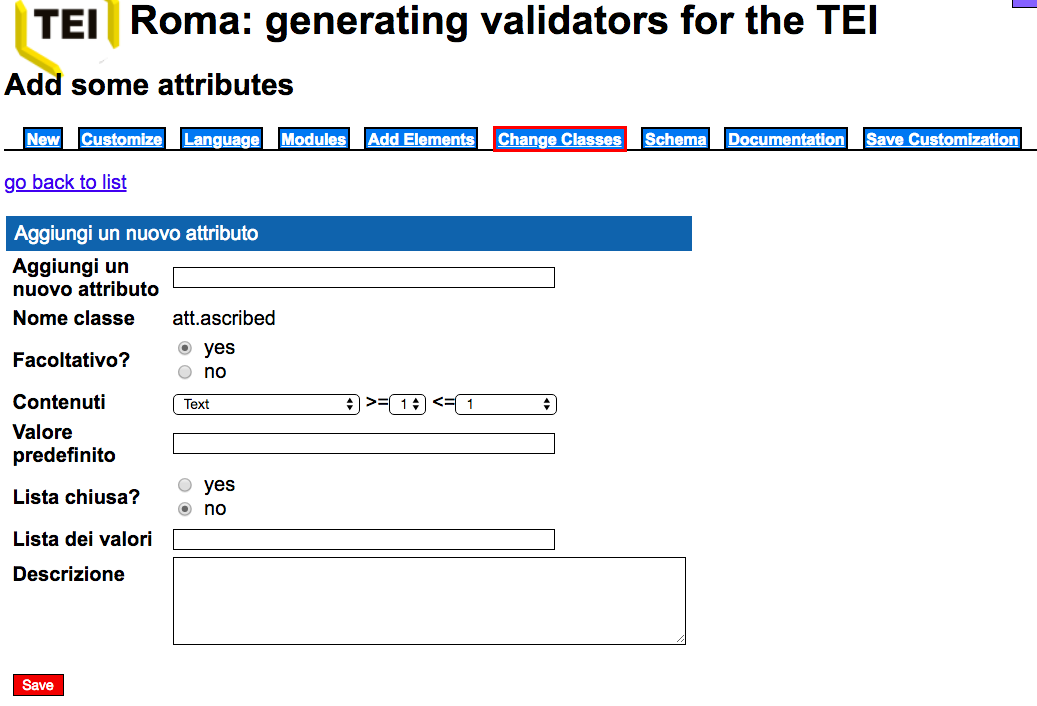 TEI Roma: generating validators for the TEI
Add some attributes
New Customize Language Modules Add Elements Change Classes Schema Documentation Save Customization
go back to list
Aggiungi un nuovo attributo
Aggiungi un
nuovo attributo
Nome classe att.ascribed
Facoltativo? yes
no
Contenuti Text >= 1 <= 1
Valore
predefinito
Lista chiusa? yes
no
Lista dei valori
Descrizione
Save